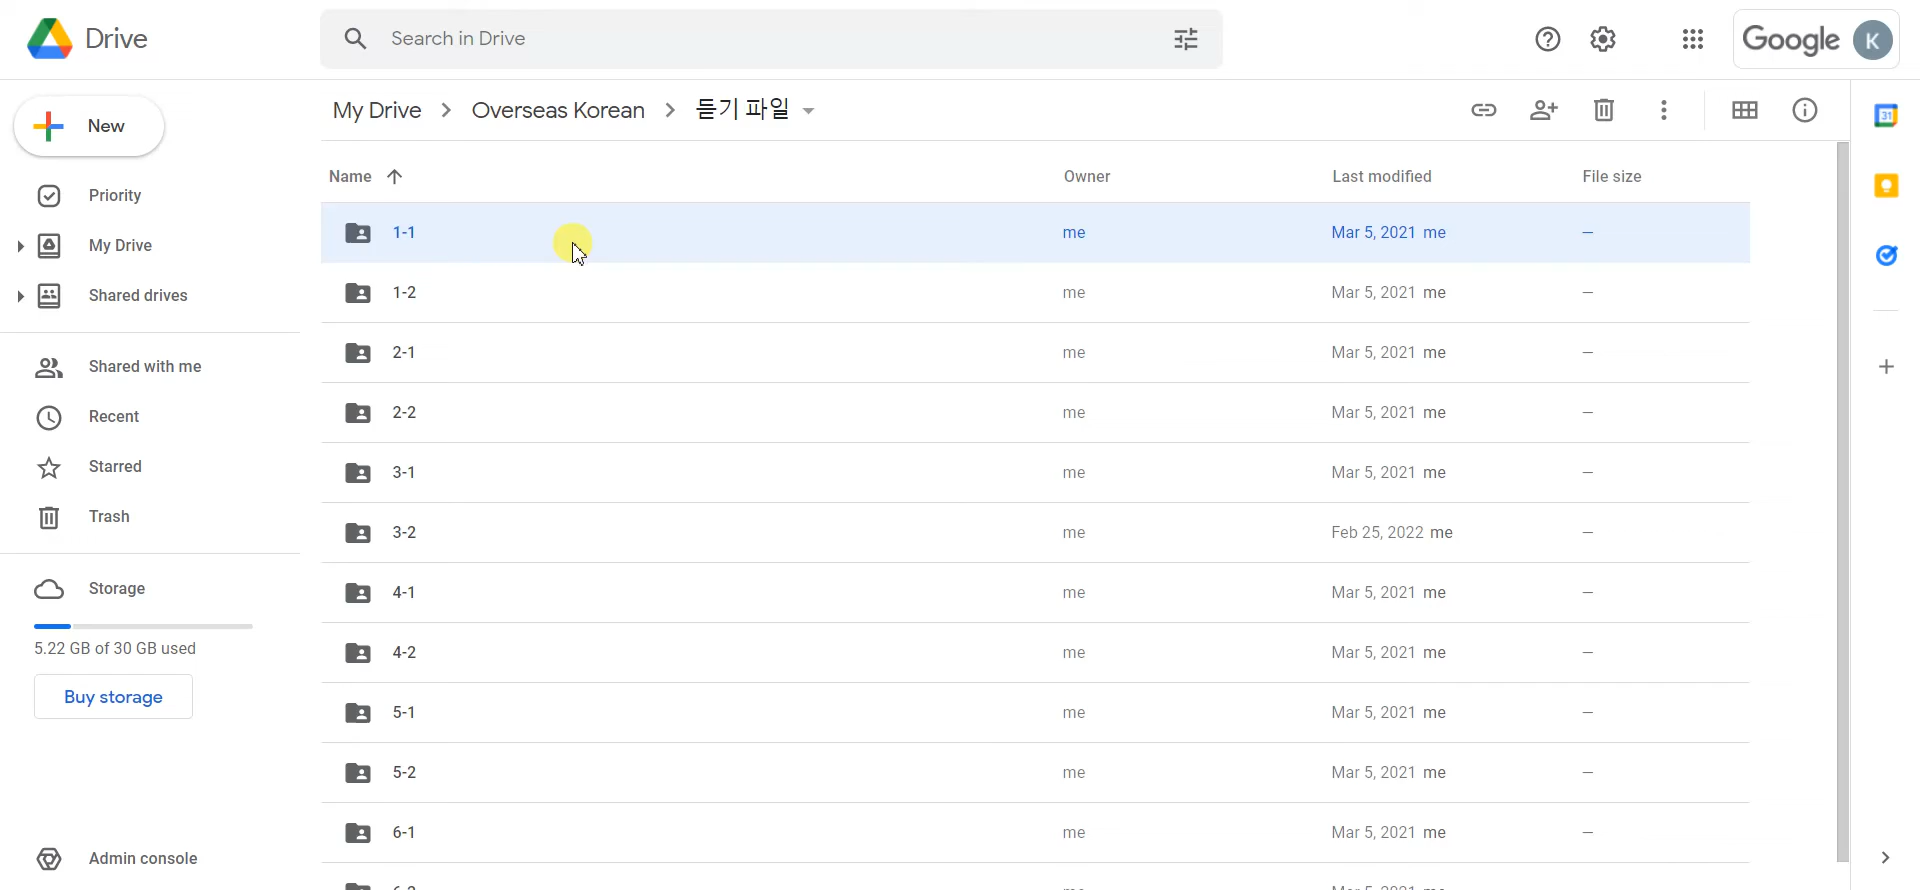 Drive
Search in Drive
Google
K
New
My Drive
Overseas Korean
듣기 파일
31
Priority
My Drive
Shared drives
Shared with me
Recent
Starred
Trash
Storage
5.22 GB of 30 GB used
Buy storage
Admin console
Name Owner Last modified File size
1-1 me Mar 5, 2021 me —
1-2 me Mar 5, 2021 me —
2-1 me Mar 5, 2021 me —
2-2 me Mar 5, 2021 me —
3-1 me Mar 5, 2021 me —
3-2 me Feb 25, 2022 me —
4-1 me Mar 5, 2021 me —
4-2 me Mar 5, 2021 me —
5-1 me Mar 5, 2021 me —
5-2 me Mar 5, 2021 me —
6-1 me Mar 5, 2021 me —